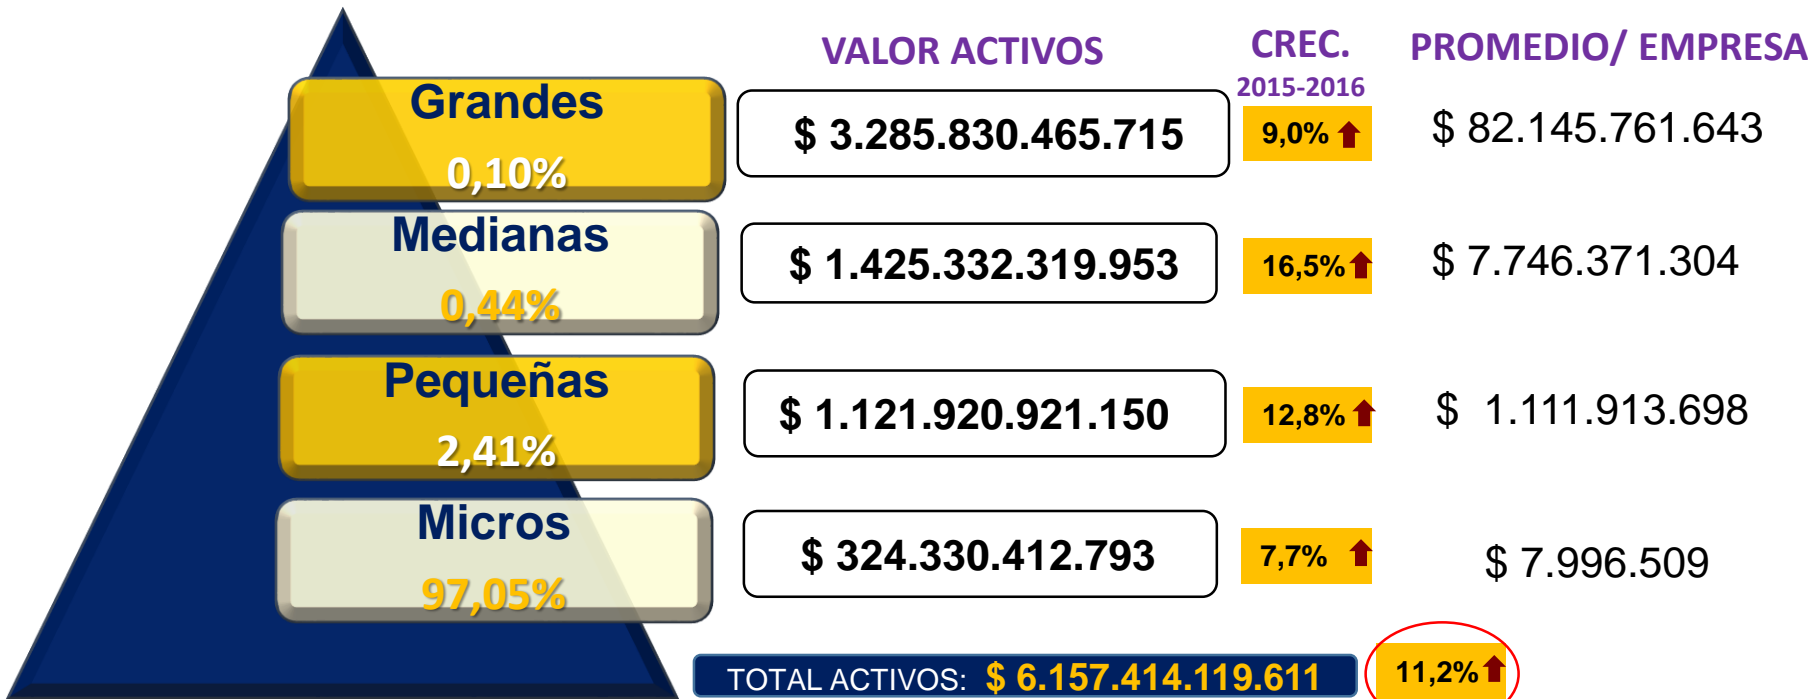 VALOR ACTIVOS CREC. PROMEDIO/ EMPRESA
2015-2016
Grandes
0,10%
$ 3.285.830.465.715 9,0% $ 82.145.761.643
Medianas
0,44%
$ 1.425.332.319.953 16,5% $ 7.746.371.304
Pequeñas
2,41%
$ 1.121.920.921.150 12,8% $ 1.111.913.698
Micros
97,05%
$ 324.330.412.793 7,7% $ 7.996.509
TOTAL ACTIVOS: $ 6.157.414.119.611 11,2%